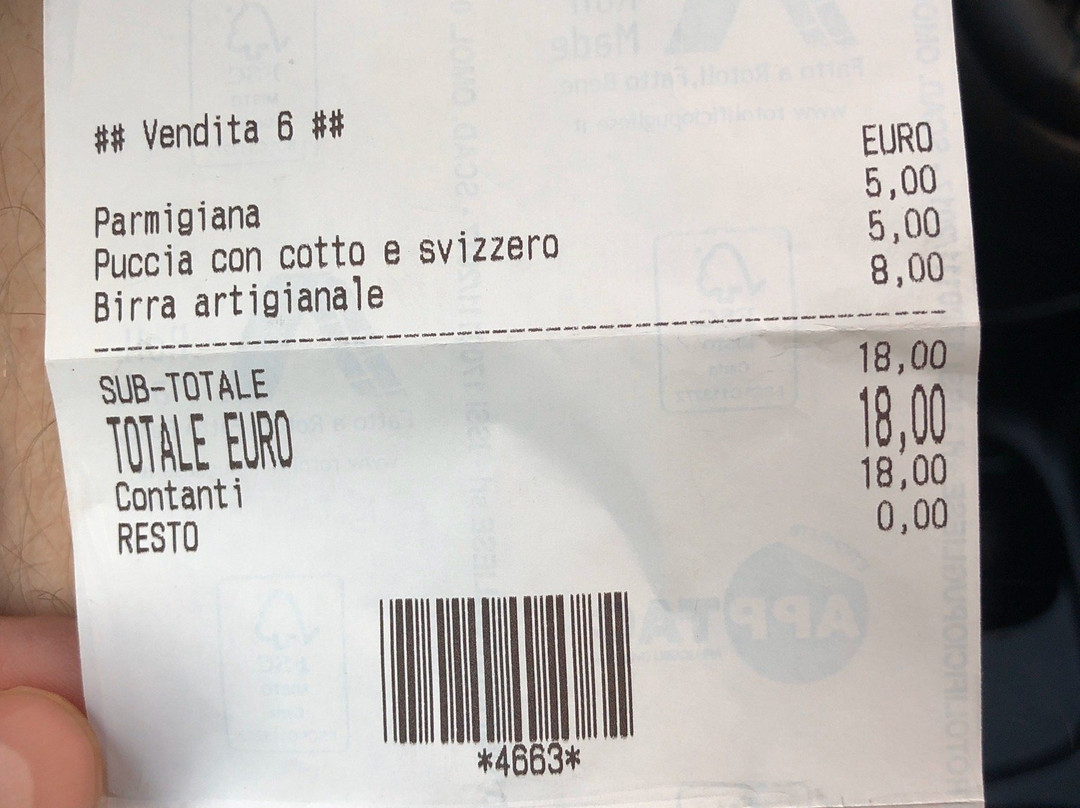 ## Vendita 6 ##
EURO
Parmigiana 5,00
Puccia con cotto e svizzero 5,00
Birra artigianale 8,00
SUB-TOTALE 18,00
TOTALE EURO 18,00
Contanti 18,00
RESTO 0,00
*4663*